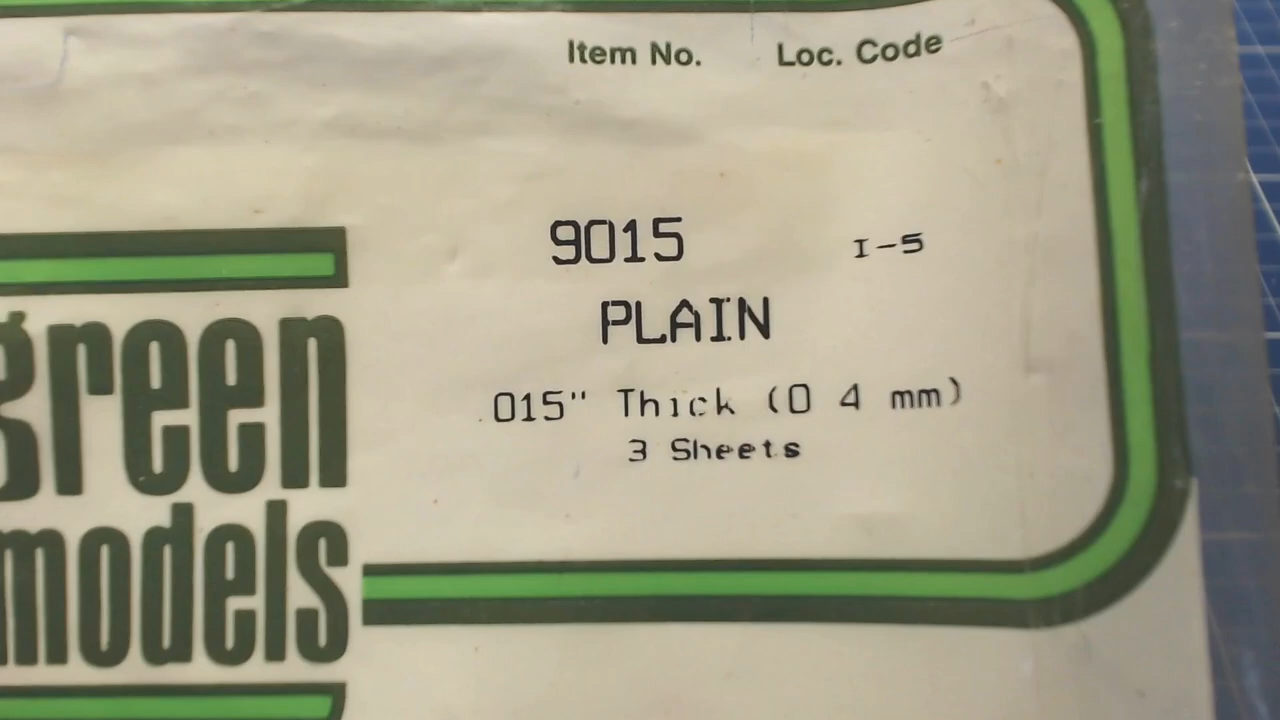 Item No. Loc. Code
9015 I-5
PLAIN
.015" Thick (0 4 mm)
3 Sheets
green
models